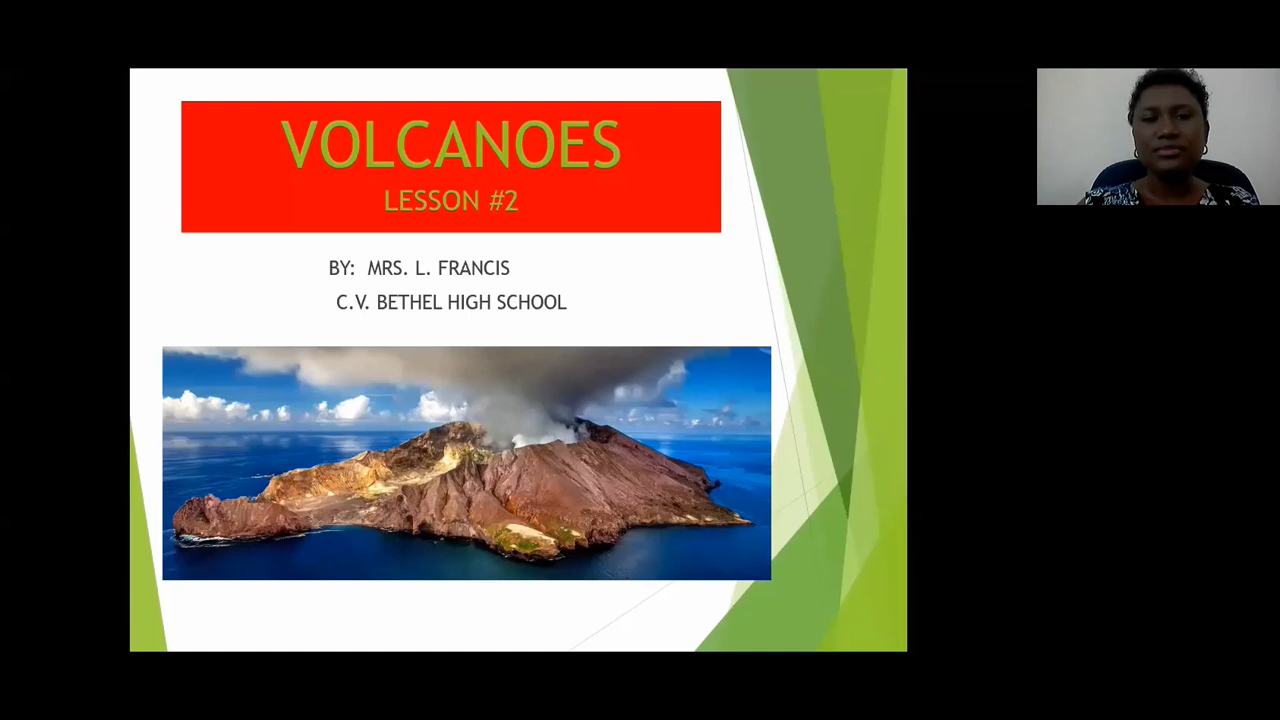 VOLCANOES
LESSON #2
BY: MRS. L. FRANCIS
C.V. BETHEL HIGH SCHOOL